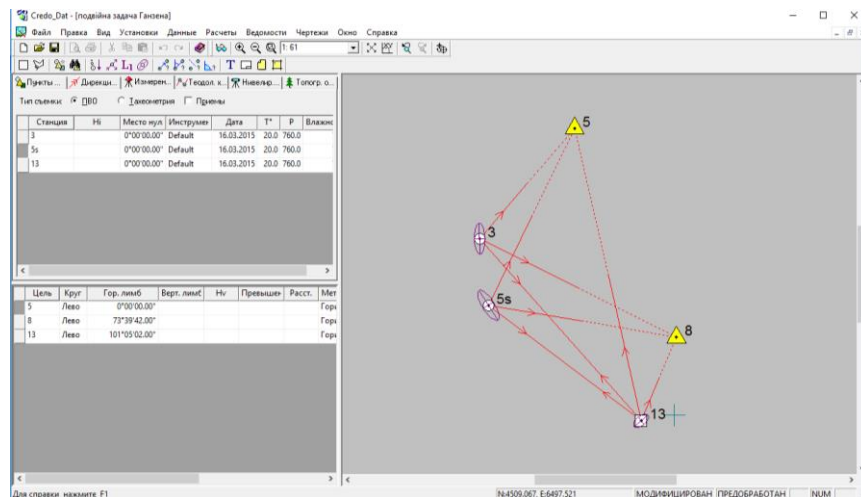 Credo_Dat - [подвійна задача Ганзена]
Файл Правка Вид Установки Данные Расчеты Ведомости Чертежи Окно Справка
1: 61
Пункты ... Дирекци... Измерен... Теодол. х... Нивелир... Топогр. о...
Тип съемки: ПВО Тахеометрия Приемы
Станция Hi Место нул Инструмен Дата T° P Влажно
3 0°00'00.00" Default 16.03.2015 20.0 760.0
5s 0°00'00.00" Default 16.03.2015 20.0 760.0
13 0°00'00.00" Default 16.03.2015 20.0 760.0
Цель Круг Гор. лимб Верт. лимб Hv Превышен Расст. Мет
5 Лево 0°00'00.00" Гори
8 Лево 73°39'42.00" Гори
13 Лево 101°05'02.00" Гори
5
3
5s
8
13
Для справки нажмите F1
N:4509.067, E:6497.521 МОДИФИЦИРОВАН ПРЕДОБРАБОТАН NUM